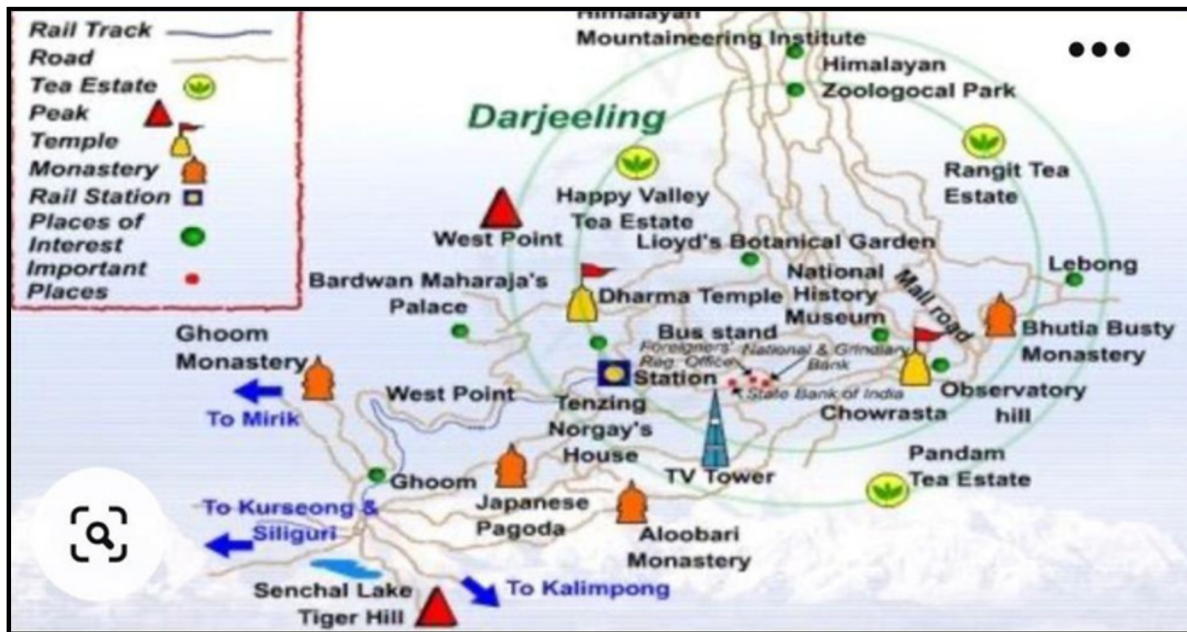 Rail Track
Road
Tea Estate
Peak
Temple
Monastery
Rail Station
Places of
Interest
Important
Places
Himalayan
Mountaineering Institute
Himalayan
Zoologocal Park
Darjeeling
Rangit Tea
Estate
Happy Valley
Tea Estate
West Point
Lloyd's Botanical Garden
Lebong
Bardwan Maharaja's
Palace
Dharma Temple
National
History
Museum
Mall road
Bhutia Busty
Monastery
Ghoom
Monastery
Bus stand
Foreigners'
Reg. Office
National & Grindlary
Bank
Station
State Bank of India
Observatory
hill
Chowrasta
To Mirik
West Point
Tenzing
Norgay's
House
TV Tower
Pandam
Tea Estate
Ghoom
Japanese
Pagoda
Aloobari
Monastery
To Kurseong &
Siliguri
Senchal Lake
Tiger Hill
To Kalimpong